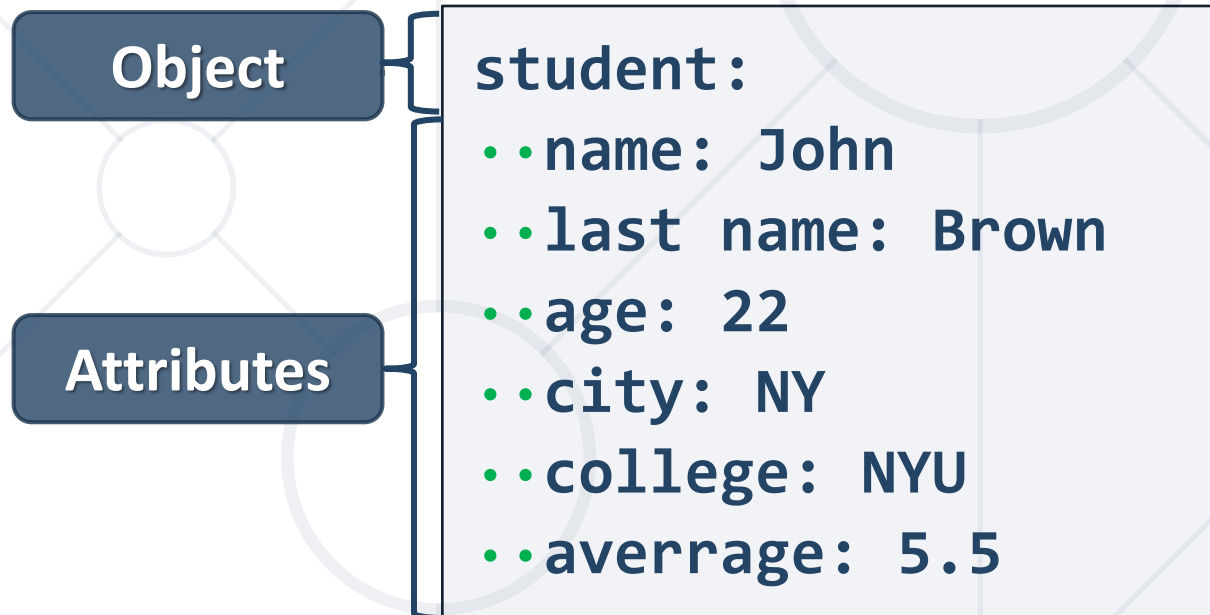 Object
student:
··name: John
··last name: Brown
··age: 22
Attributes
··city: NY
··college: NYU
··averrage: 5.5